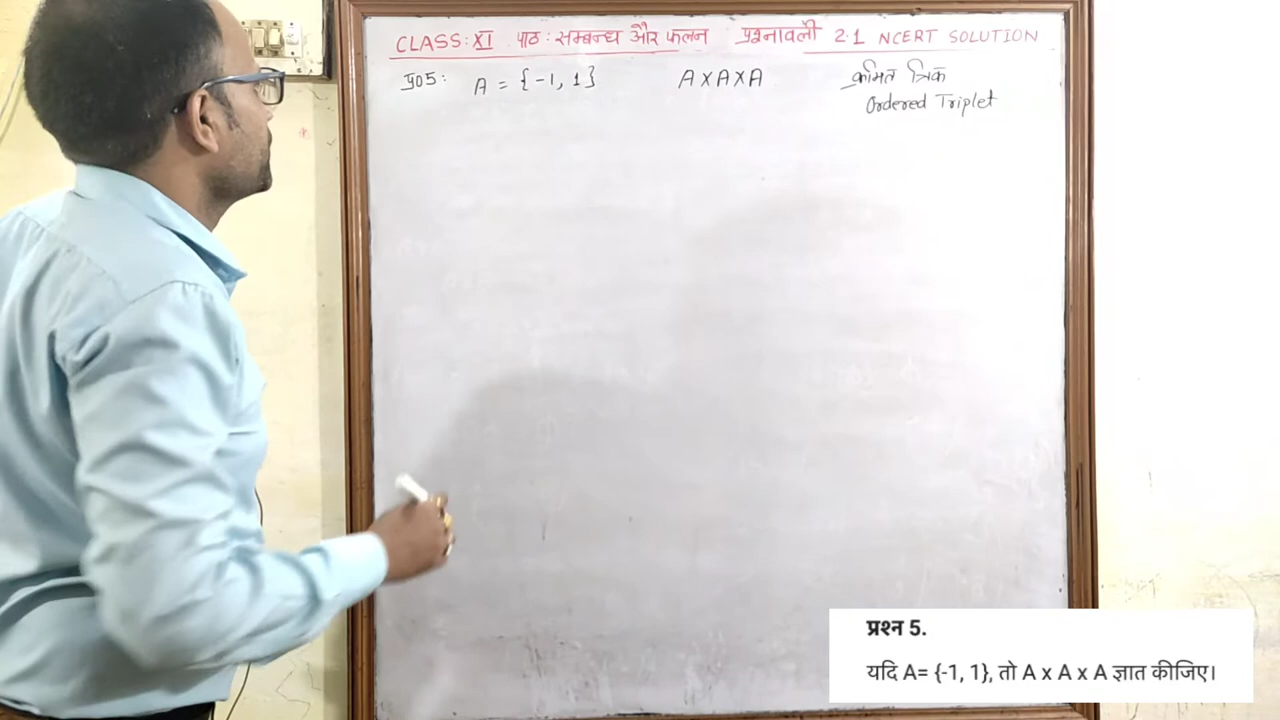 CLASS: XI पाठ: सम्बन्ध और फलन प्रश्नावली 2.1 NCERT SOLUTION
प्र05: A = {-1, 1} A×A×A क्रमित त्रिक
Ordered Triplet
प्रश्न 5.
यदि A= {-1, 1}, तो A x A x A ज्ञात कीजिए।